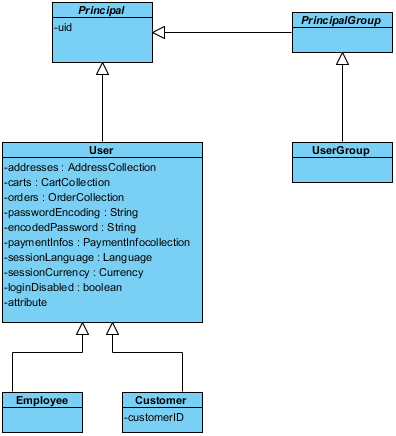 Principal
-uid
PrincipalGroup
User
-addresses : AddressCollection
-carts : CartCollection
-orders : OrderCollection
-passwordEncoding : String
-encodedPassword : String
-paymentInfos : PaymentInfocollection
-sessionLanguage : Language
-sessionCurrency : Currency
-loginDisabled : boolean
-attribute
UserGroup
Employee
Customer
-customerID